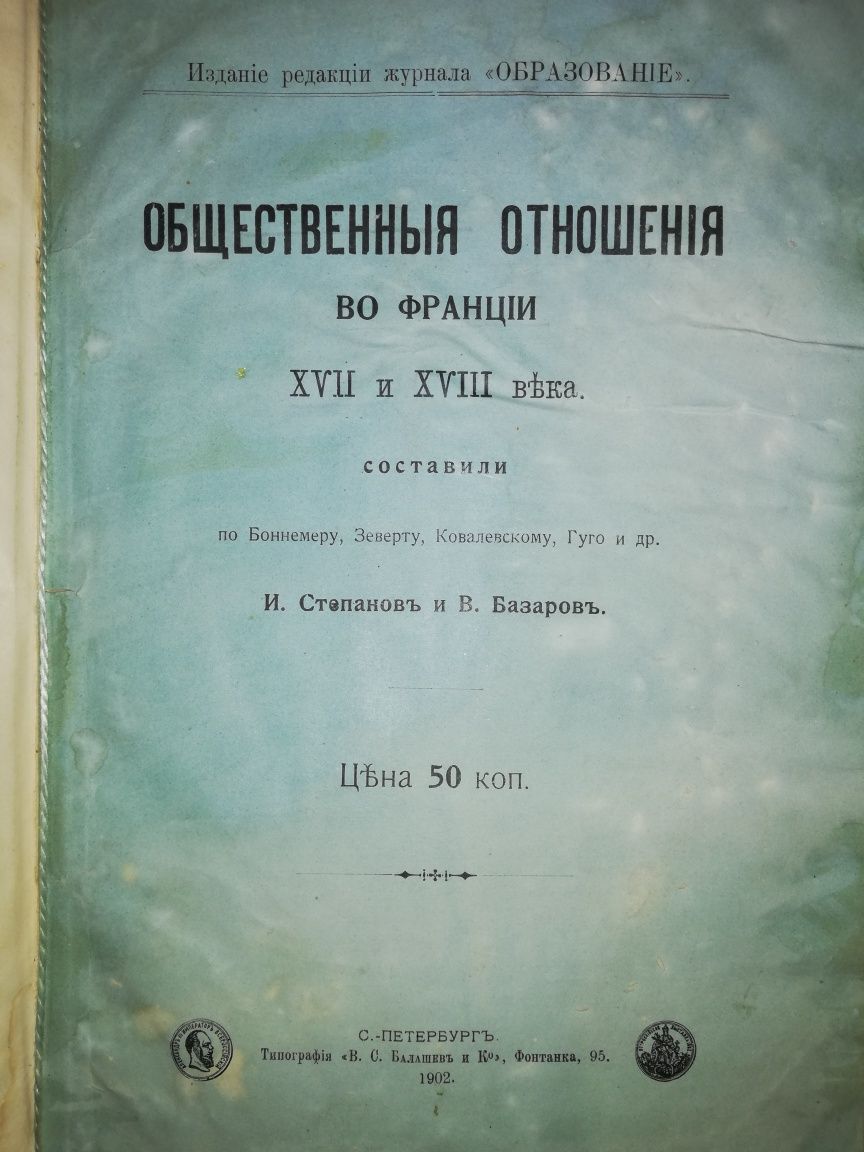 Изданіе редакціи журнала «ОБРАЗОВАНІЕ».
ОБЩЕСТВЕННЫЯ ОТНОШЕНІЯ
ВО ФРАНЦІИ
XVII и XVIII вѣка.
составили
по Боннемеру, Зеверту, Ковалевскому, Гуго и др.
И. Степановъ и В. Базаровъ.
Цѣна 50 коп.
С.-ПЕТЕРБУРГЪ.
Типографія «В. С. Балашевъ и Ко», Фонтанка, 95.
1902.